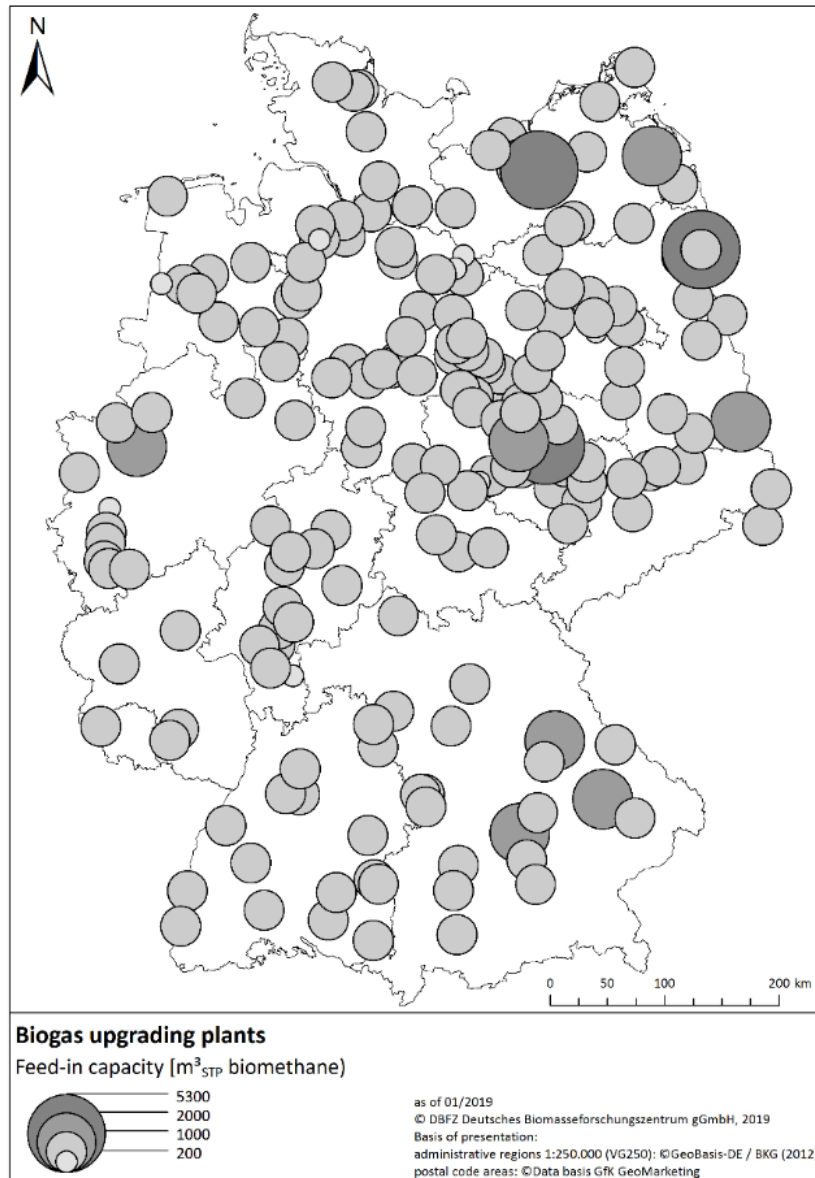 N
0 50 100 200 km
Biogas upgrading plants
Feed-in capacity [m³STP biomethane)
5300
2000
1000
200
as of 01/2019
© DBFZ Deutsches Biomasseforschungszentrum gGmbH, 2019
Basis of presentation:
administrative regions 1:250.000 (VG250): ©GeoBasis-DE / BKG (2012
postal code areas: ©Data basis GfK GeoMarketing